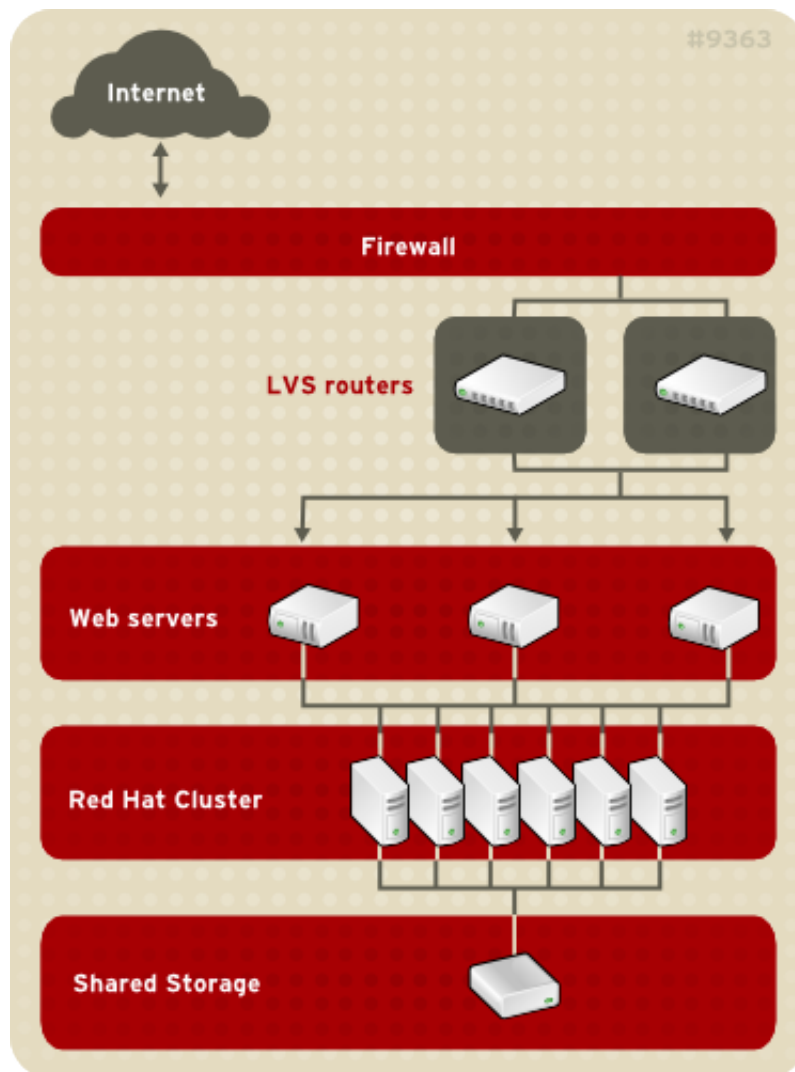 #9363
Internet
Firewall
LVS routers
Web servers
Red Hat Cluster
Shared Storage